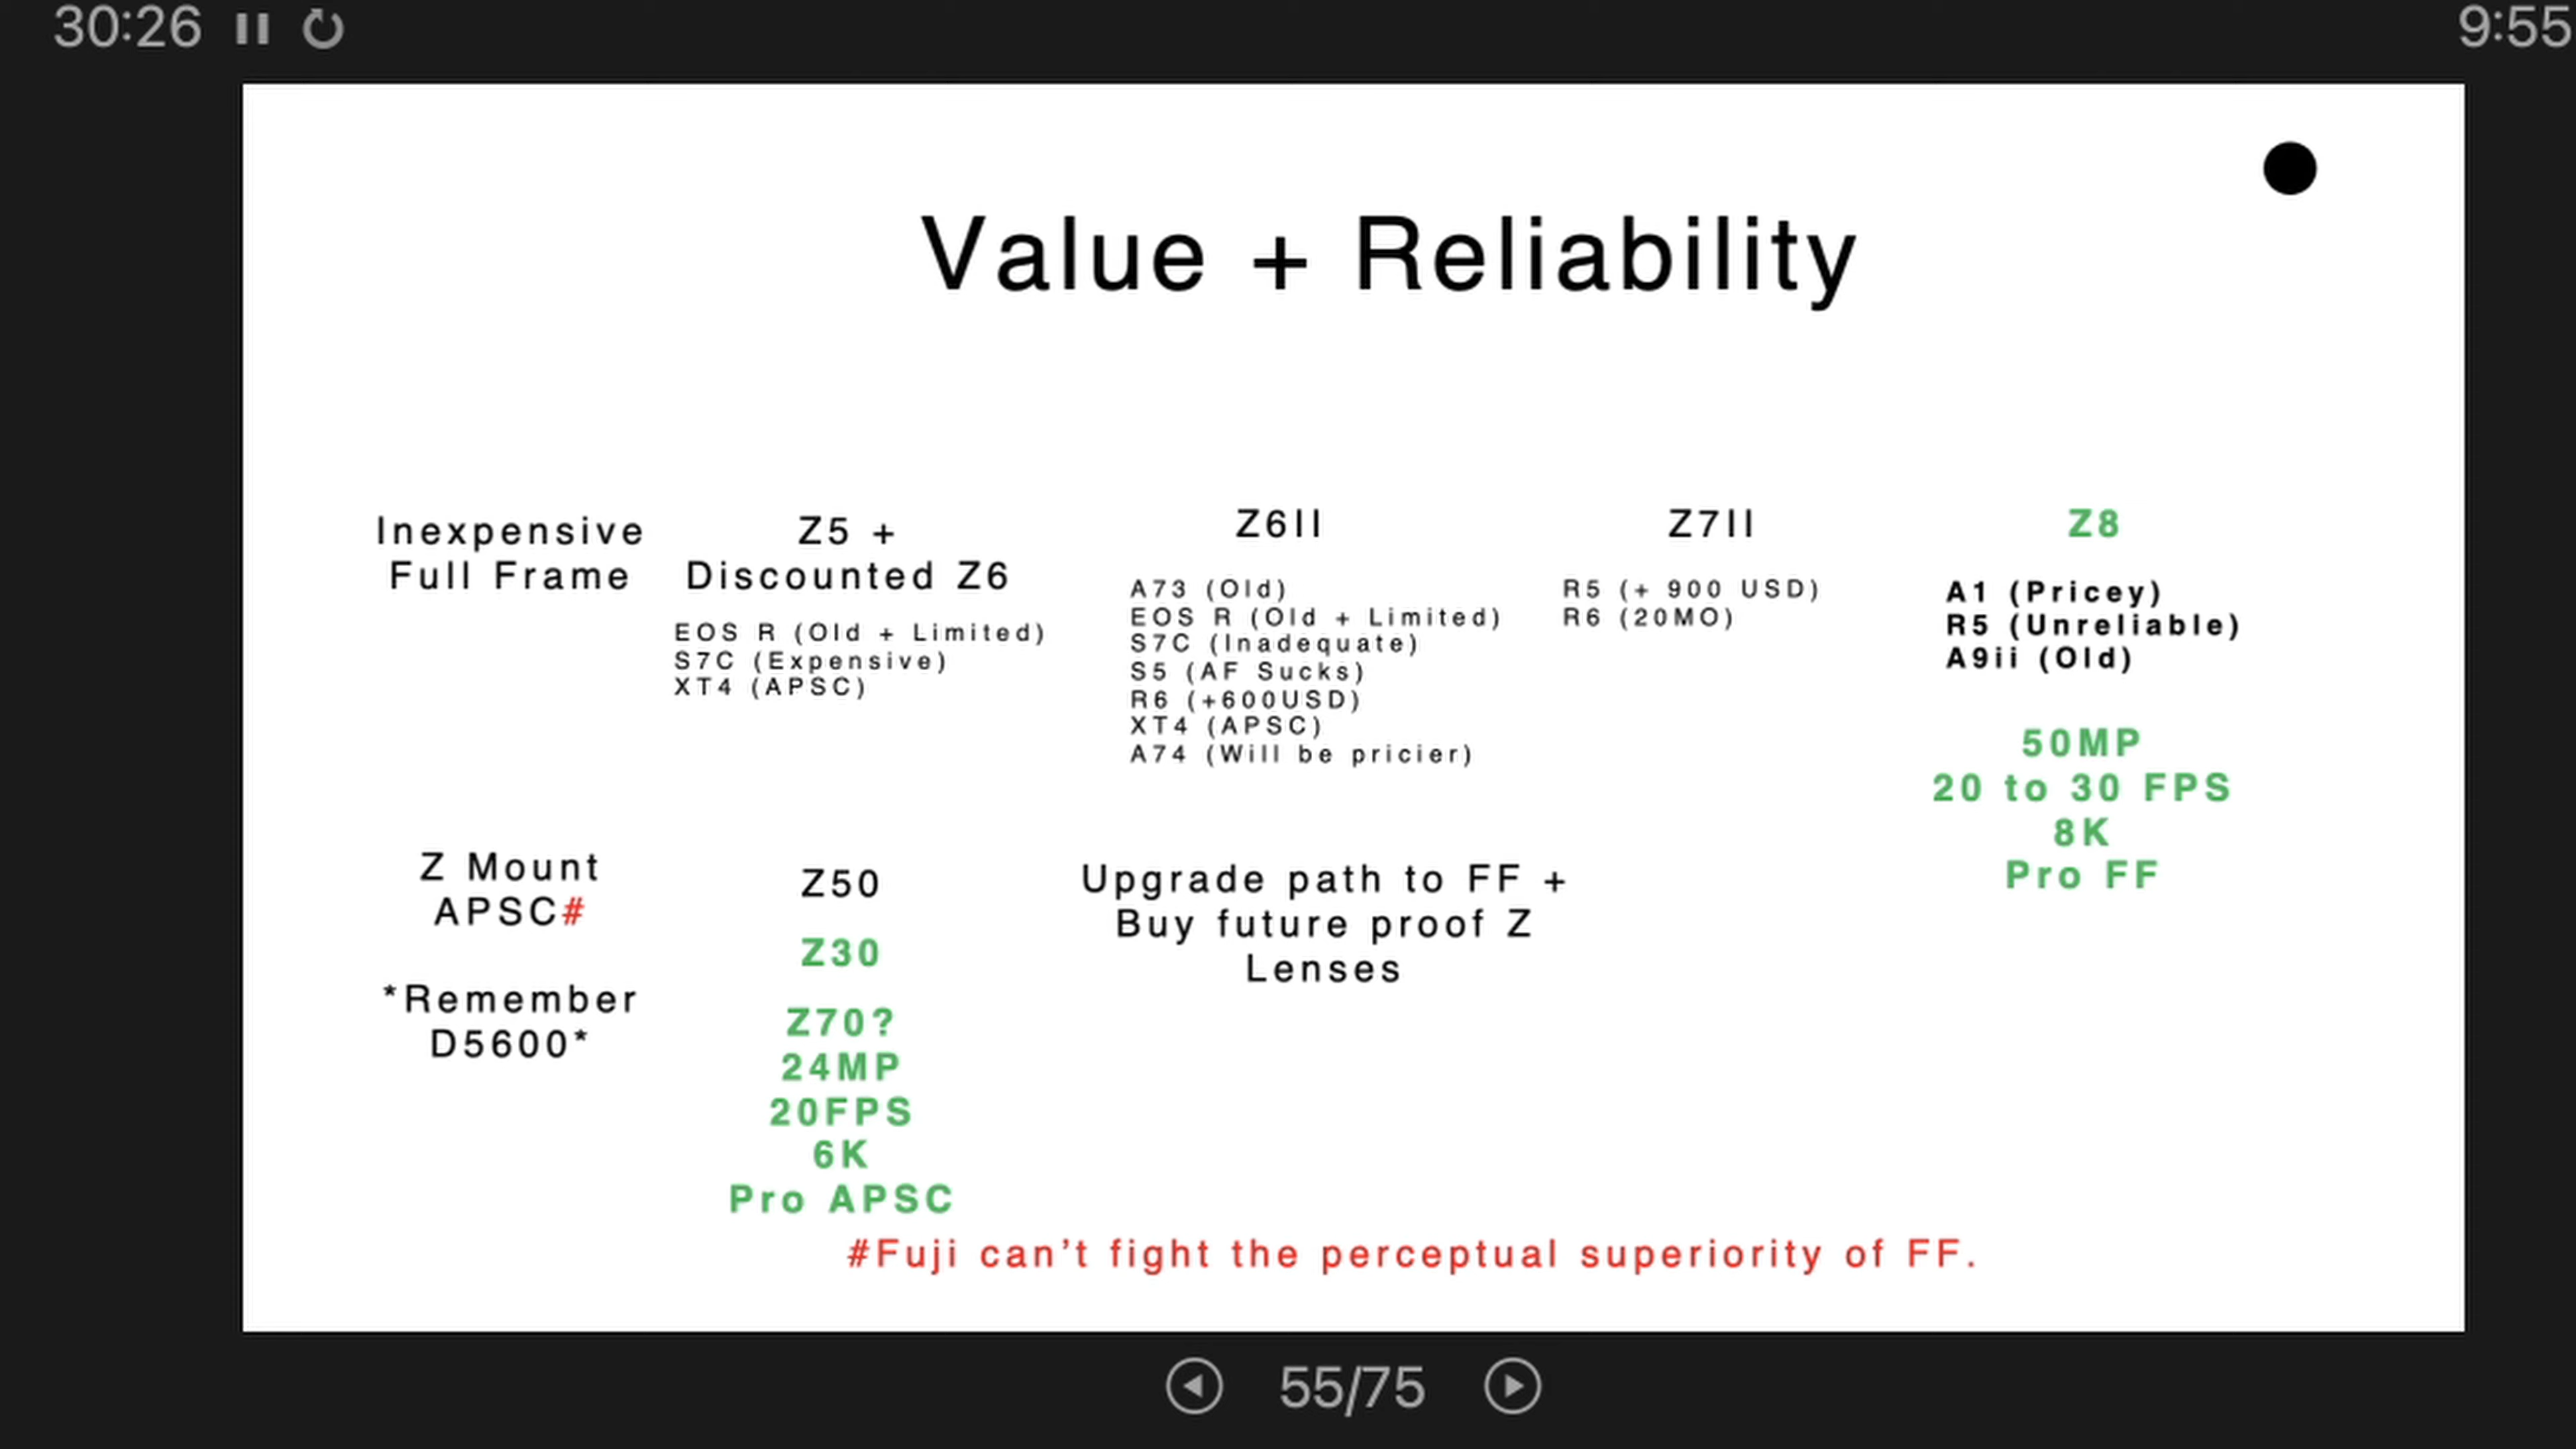 30:26
9:55
Value + Reliability
Inexpensive
Full Frame
Z5 +
Discounted Z6
EOS R (Old + Limited)
S7C (Expensive)
XT4 (APSC)
Z6II
A73 (Old)
EOS R (Old + Limited)
S7C (Inadequate)
S5 (AF Sucks)
R6 (+600USD)
XT4 (APSC)
A74 (Will be pricier)
Z7II
R5 (+ 900 USD)
R6 (20MO)
Z8
A1 (Pricey)
R5 (Unreliable)
A9ii (Old)
50MP
20 to 30 FPS
8K
Pro FF
Z Mount
APSC#
*Remember
D5600*
Z50
Z30
Z70?
24MP
20FPS
6K
Pro APSC
Upgrade path to FF +
Buy future proof Z
Lenses
#Fuji can't fight the perceptual superiority of FF.
55/75